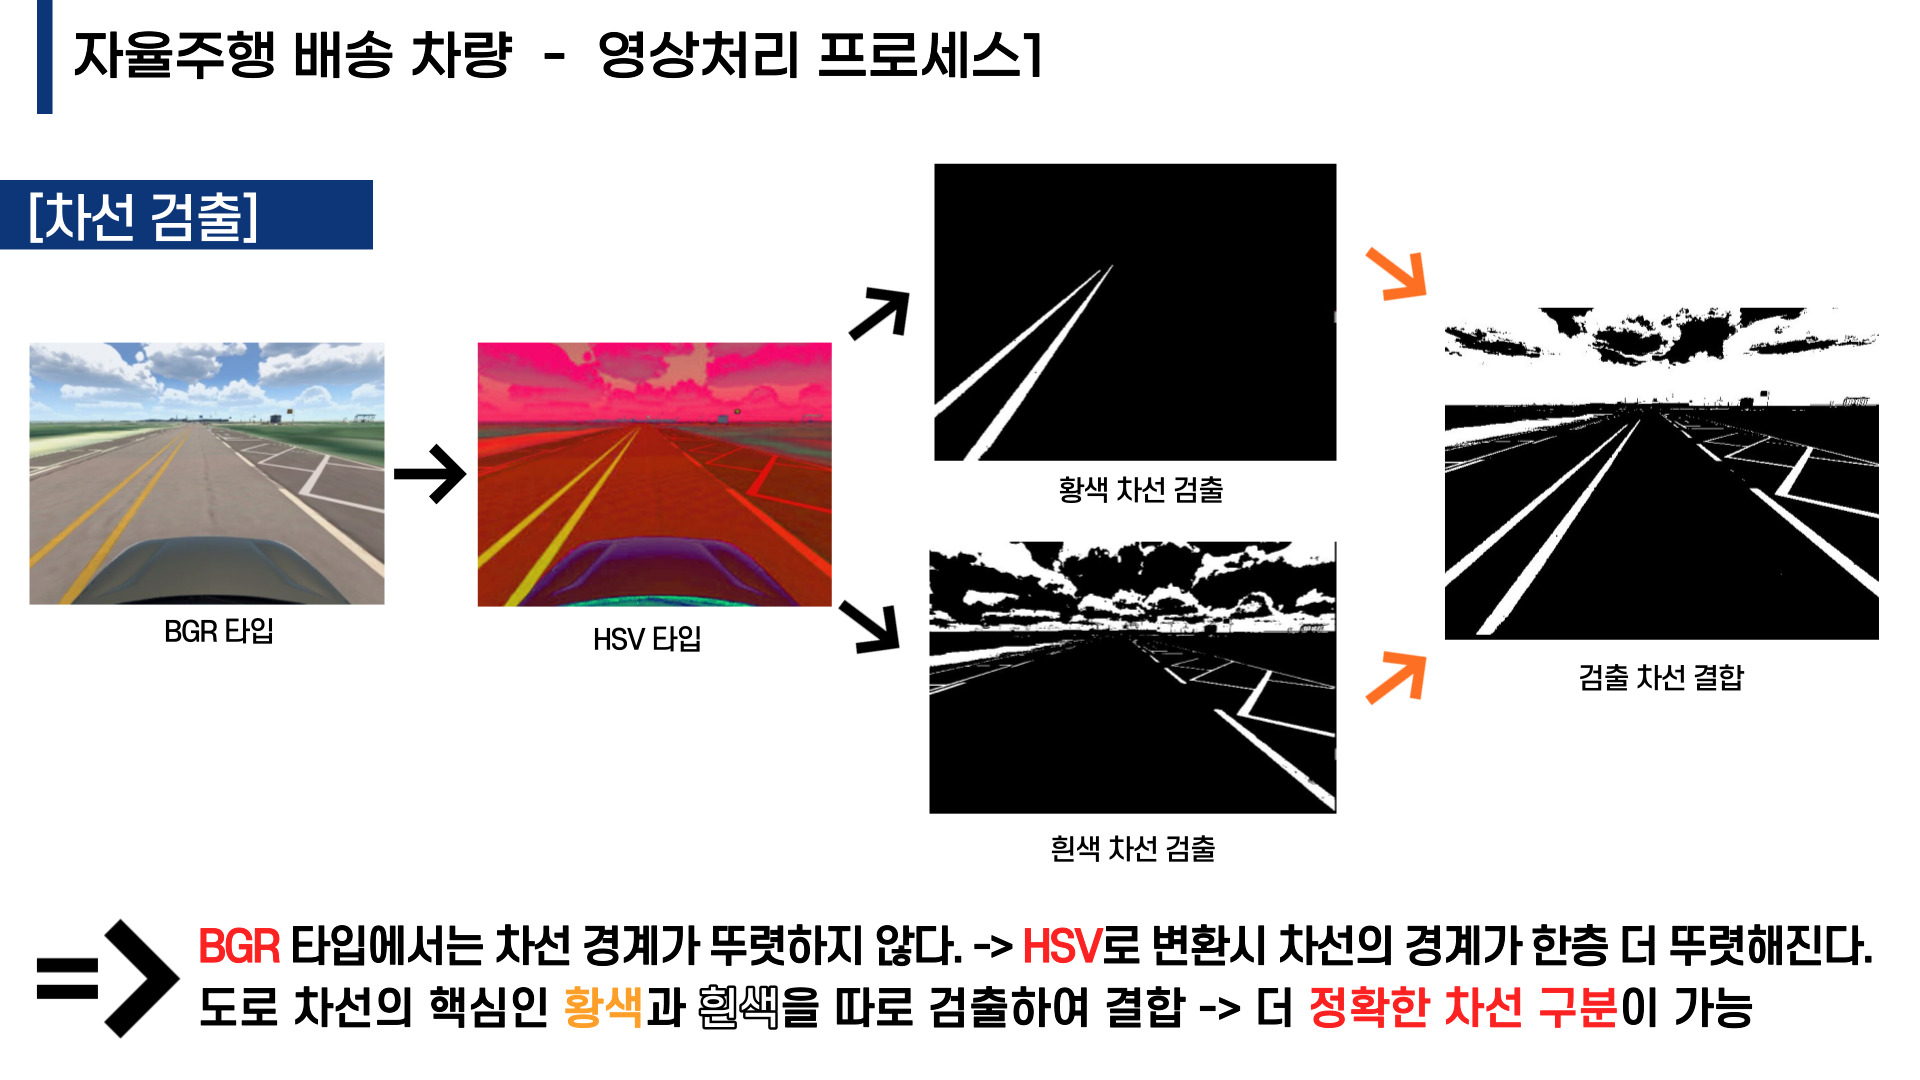 자율주행 배송 차량 - 영상처리 프로세스1
[차선 검출]
BGR 타입
HSV 타입
황색 차선 검출
흰색 차선 검출
검출 차선 결합
BGR 타입에서는 차선 경계가 뚜렷하지 않다. -> HSV로 변환시 차선의 경계가 한층 더 뚜렷해진다.
도로 차선의 핵심인 황색과 흰색을 따로 검출하여 결합 -> 더 정확한 차선 구분이 가능